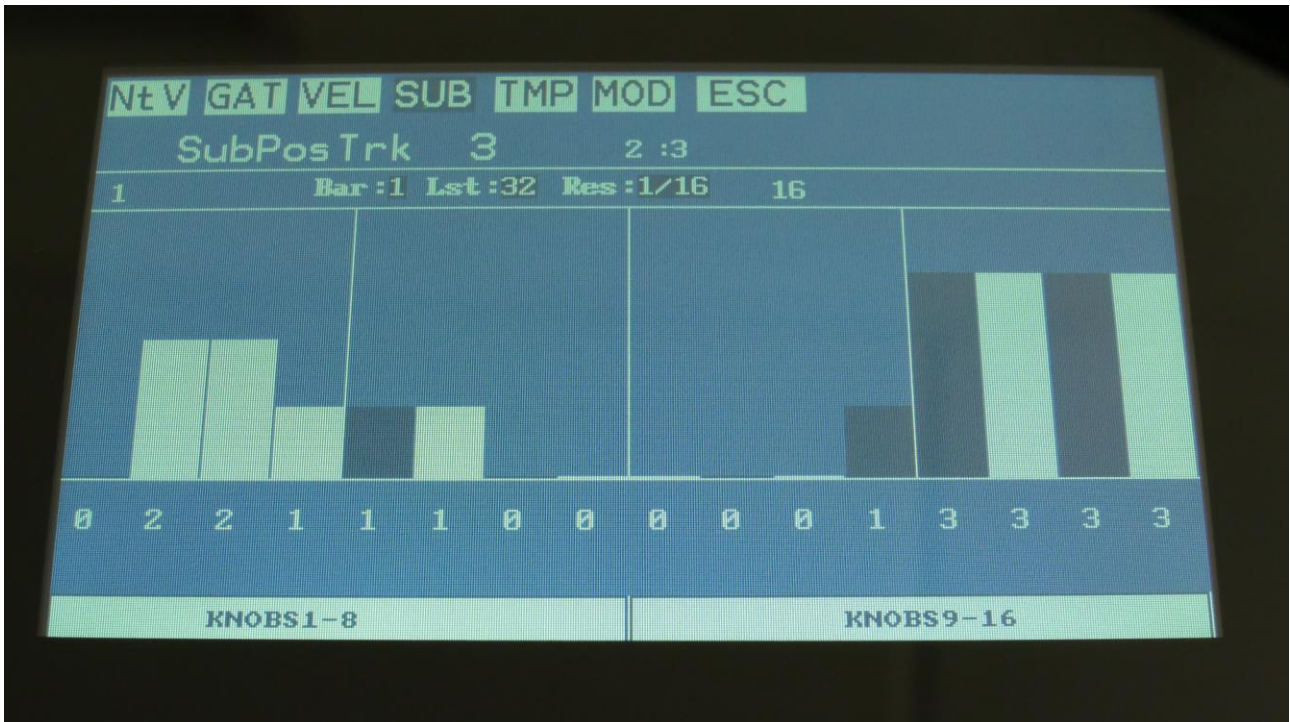 Nt V GAT VEL SUB TMP MOD ESC
SubPosTrk 3 2 :3
1 Bar :1 Lst :32 Res :1/16 16
0 2 2 1 1 1 0 0 0 0 0 1 3 3 3 3
KNOBS1-8 KNOBS9-16